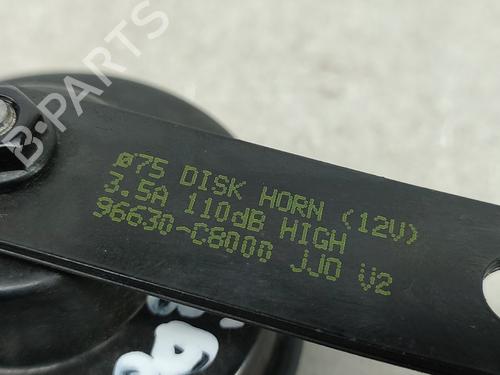 B-PARTS
ø75 DISK HORN (12V)
3.5A 110dB HIGH
96630-C8000 JJO V2